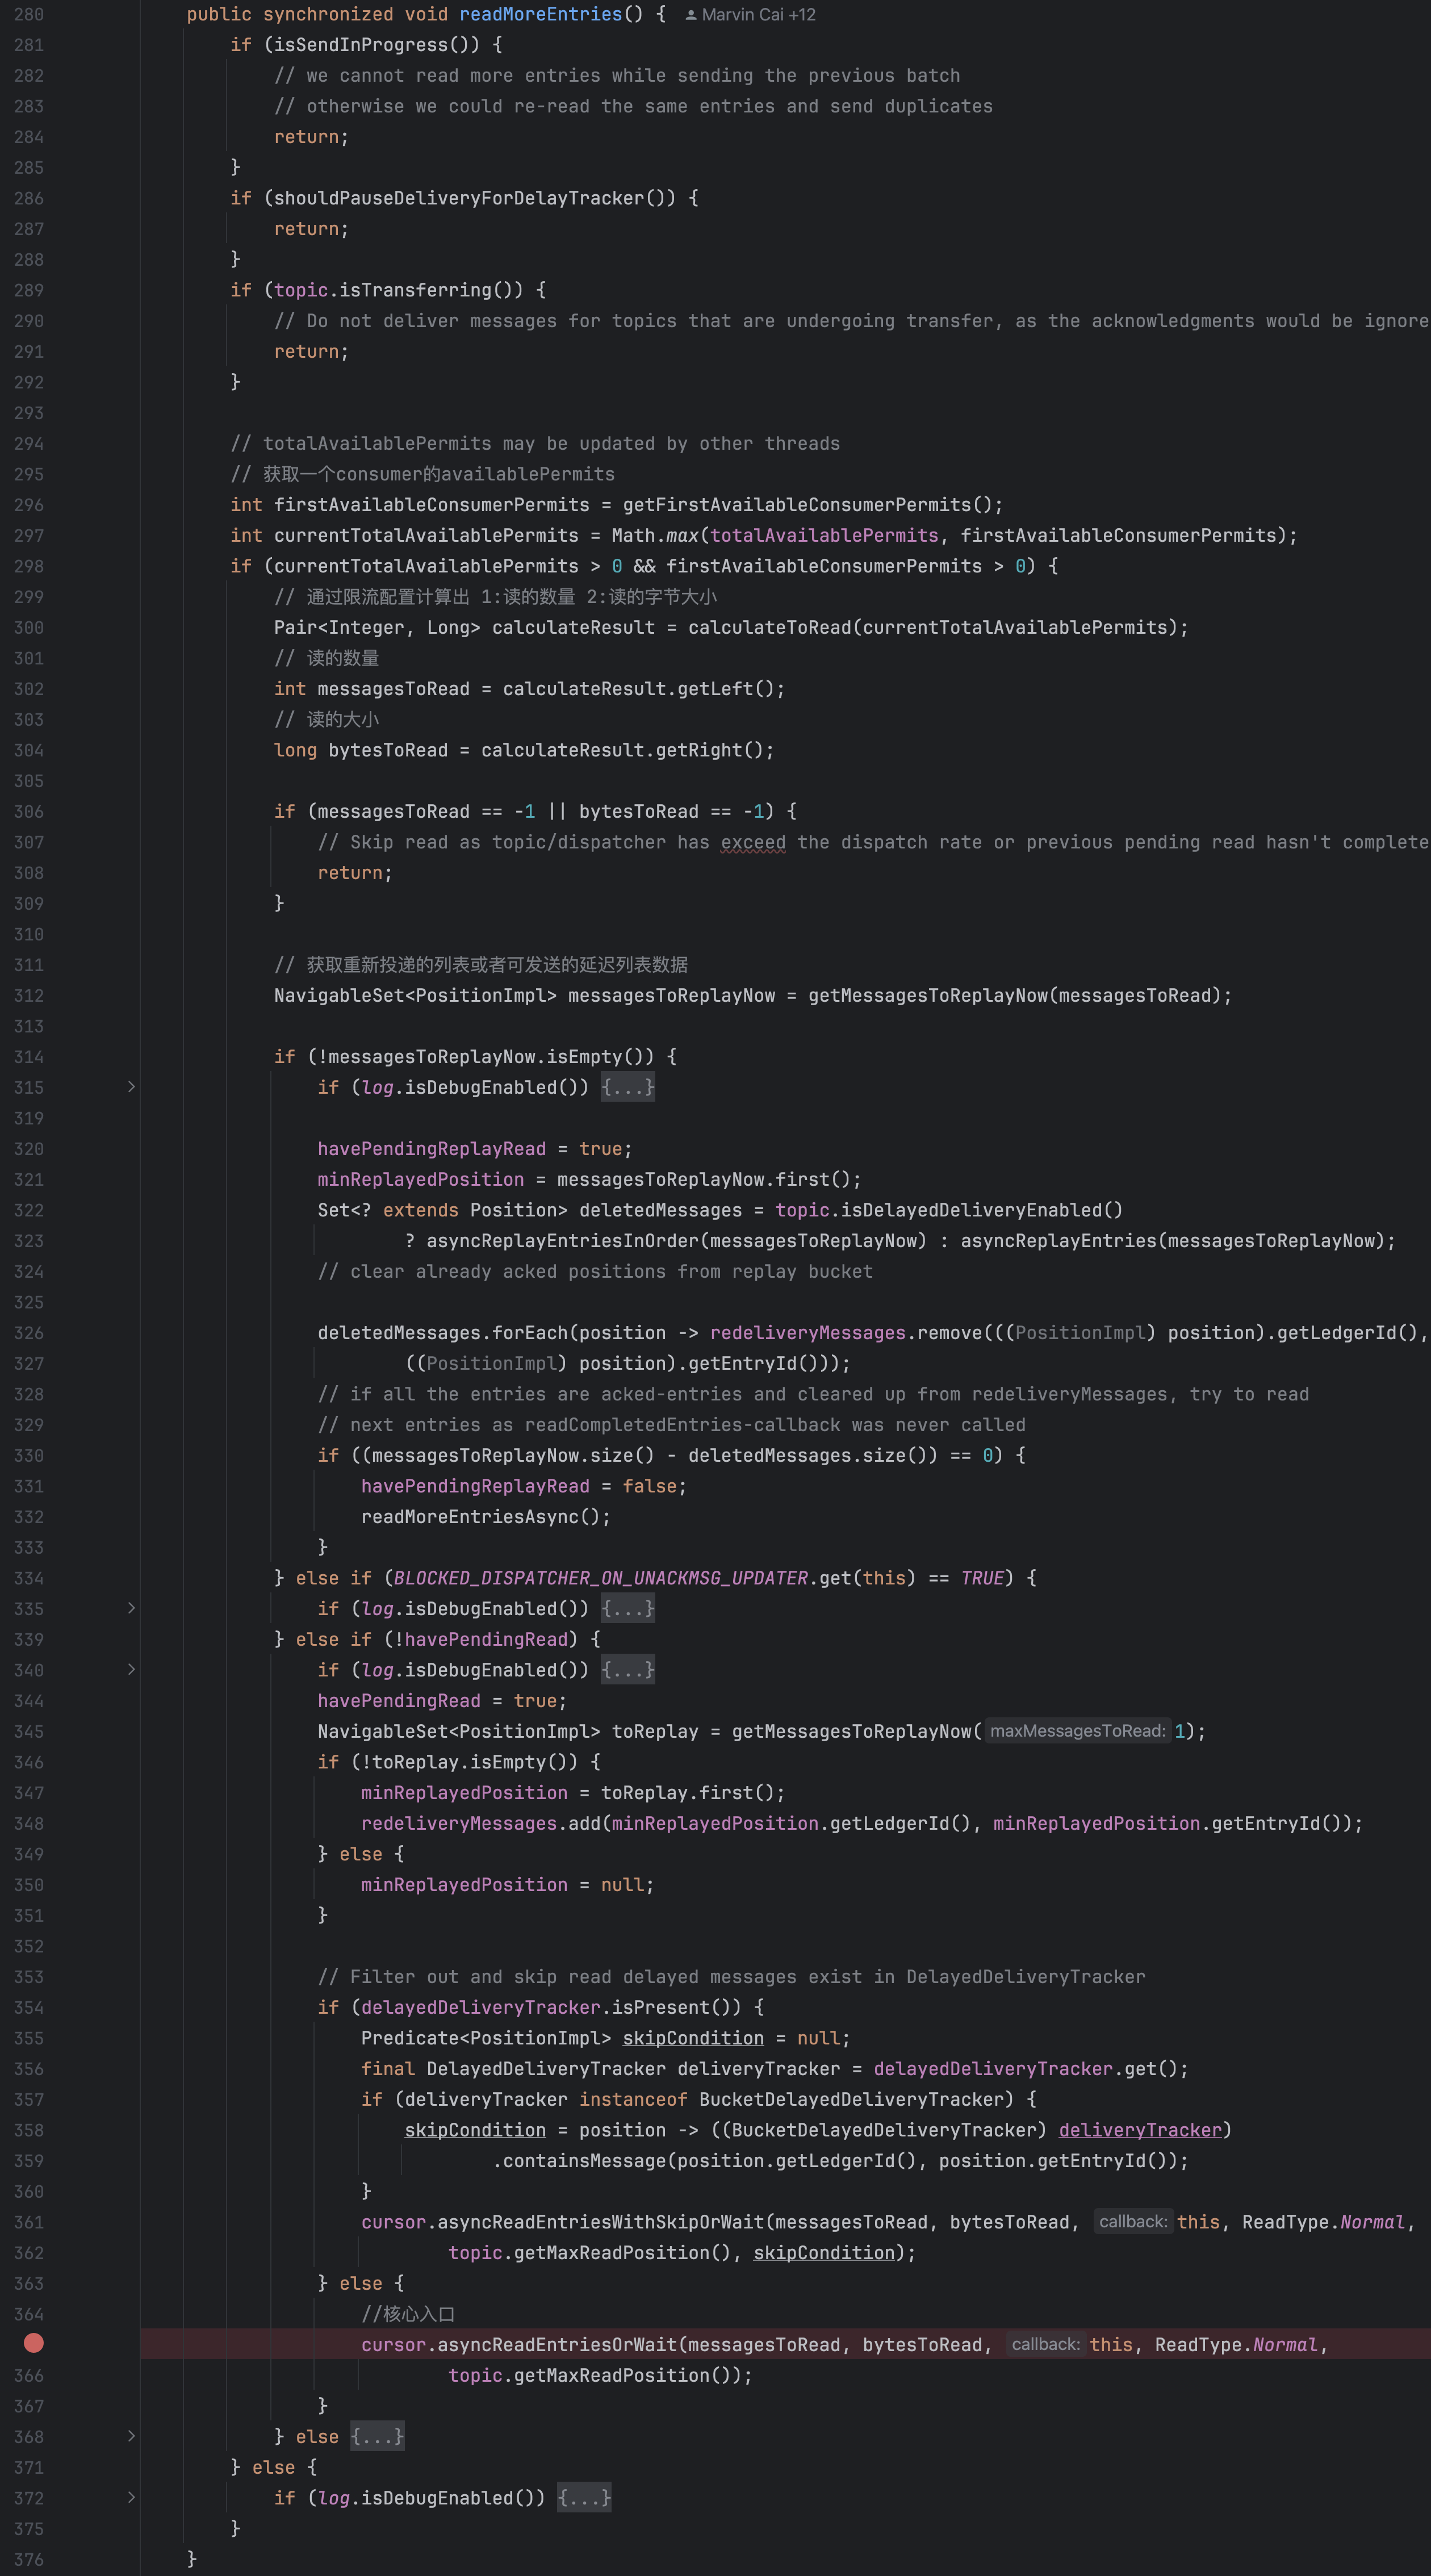 280 public synchronized void readMoreEntries() { Marvin Cai +12
281 if (isSendInProgress()) {
282 // we cannot read more entries while sending the previous batch
283 // otherwise we could re-read the same entries and send duplicates
284 return;
285 }
286 if (shouldPauseDeliveryForDelayTracker()) {
287 return;
288 }
289 if (topic.isTransferring()) {
290 // Do not deliver messages for topics that are undergoing transfer, as the acknowledgments would be ignore
291 return;
292 }
293
294 // totalAvailablePermits may be updated by other threads
295 // 获取一个consumer的availablePermits
296 int firstAvailableConsumerPermits = getFirstAvailableConsumerPermits();
297 int currentTotalAvailablePermits = Math.max(totalAvailablePermits, firstAvailableConsumerPermits);
298 if (currentTotalAvailablePermits > 0 && firstAvailableConsumerPermits > 0) {
299 // 通过限流配置计算出 1:读的数量 2:读的字节大小
300 Pair<Integer, Long> calculateResult = calculateToRead(currentTotalAvailablePermits);
301 // 读的数量
302 int messagesToRead = calculateResult.getLeft();
303 // 读的大小
304 long bytesToRead = calculateResult.getRight();
305
306 if (messagesToRead == -1 || bytesToRead == -1) {
307 // Skip read as topic/dispatcher has exceed the dispatch rate or previous pending read hasn't complete
308 return;
309 }
310
311 // 获取重新投递的列表或者可发送的延迟列表数据
312 NavigableSet<PositionImpl> messagesToReplayNow = getMessagesToReplayNow(messagesToRead);
313
314 if (!messagesToReplayNow.isEmpty()) {
315 if (log.isDebugEnabled()) {...}
319
320 havePendingReplayRead = true;
321 minReplayedPosition = messagesToReplayNow.first();
322 Set<? extends Position> deletedMessages = topic.isDelayedDeliveryEnabled()
323 ? asyncReplayEntriesInOrder(messagesToReplayNow) : asyncReplayEntries(messagesToReplayNow);
324 // clear already acked positions from replay bucket
325
326 deletedMessages.forEach(position -> redeliveryMessages.remove(((PositionImpl) position).getLedgerId(),
327 ((PositionImpl) position).getEntryId()));
328 // if all the entries are acked-entries and cleared up from redeliveryMessages, try to read
329 // next entries as readCompletedEntries-callback was never called
330 if ((messagesToReplayNow.size() - deletedMessages.size()) == 0) {
331 havePendingReplayRead = false;
332 readMoreEntriesAsync();
333 }
334 } else if (BLOCKED_DISPATCHER_ON_UNACKMSG_UPDATER.get(this) == TRUE) {
335 if (log.isDebugEnabled()) {...}
339 } else if (!havePendingRead) {
340 if (log.isDebugEnabled()) {...}
344 havePendingRead = true;
345 NavigableSet<PositionImpl> toReplay = getMessagesToReplayNow( maxMessagesToRead: 1);
346 if (!toReplay.isEmpty()) {
347 minReplayedPosition = toReplay.first();
348 redeliveryMessages.add(minReplayedPosition.getLedgerId(), minReplayedPosition.getEntryId());
349 } else {
350 minReplayedPosition = null;
351 }
352
353 // Filter out and skip read delayed messages exist in DelayedDeliveryTracker
354 if (delayedDeliveryTracker.isPresent()) {
355 Predicate<PositionImpl> skipCondition = null;
356 final DelayedDeliveryTracker deliveryTracker = delayedDeliveryTracker.get();
357 if (deliveryTracker instanceof BucketDelayedDeliveryTracker) {
358 skipCondition = position -> ((BucketDelayedDeliveryTracker) deliveryTracker)
359 .containsMessage(position.getLedgerId(), position.getEntryId());
360 }
361 cursor.asyncReadEntriesWithSkipOrWait(messagesToRead, bytesToRead, callback: this, ReadType.Normal,
362 topic.getMaxReadPosition(), skipCondition);
363 } else {
364 //核心入口
cursor.asyncReadEntriesOrWait(messagesToRead, bytesToRead, callback: this, ReadType.Normal,
366 topic.getMaxReadPosition());
367 }
368 } else {...}
371 } else {
372 if (log.isDebugEnabled()) {...}
375 }
376 }